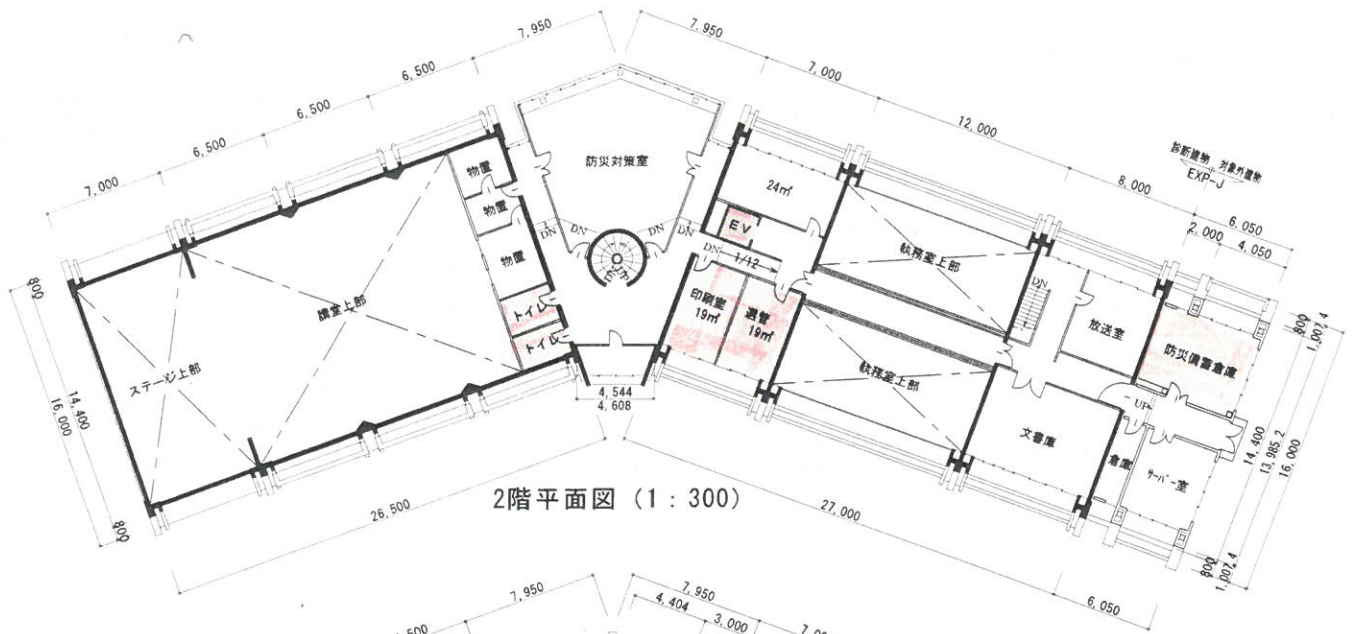 7,950
6,500
6,500
6,500
7,000
7,950
7,000
12,000
8,000
6,050
2,000
4,050
診断建物 対象外建物
EXP-J
防災対策室
物置
物置
物置
トイレ
トイレ
講堂上部
ステージ上部
800
14,400
16,000
800
DN
DN
DN
DN
DN
UP
24㎡
EV
DN
1/12
印刷室
19㎡
選管
19㎡
執務室上部
執務室上部
DN
放送室
防災備蓄倉庫
UP
文書庫
倉庫
サーバー室
800
1,007.4
14,400
13,985.2
16,000
800
1,007.4
4,544
4,608
26,500
27,000
6,050
2階平面図 (1:300)
7,950
7,950
4,404
3,000